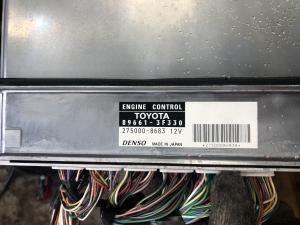 ENGINE CONTROL
TOYOTA
89661-3F330
275000-8683 12V
DENSO MADE IN JAPAN